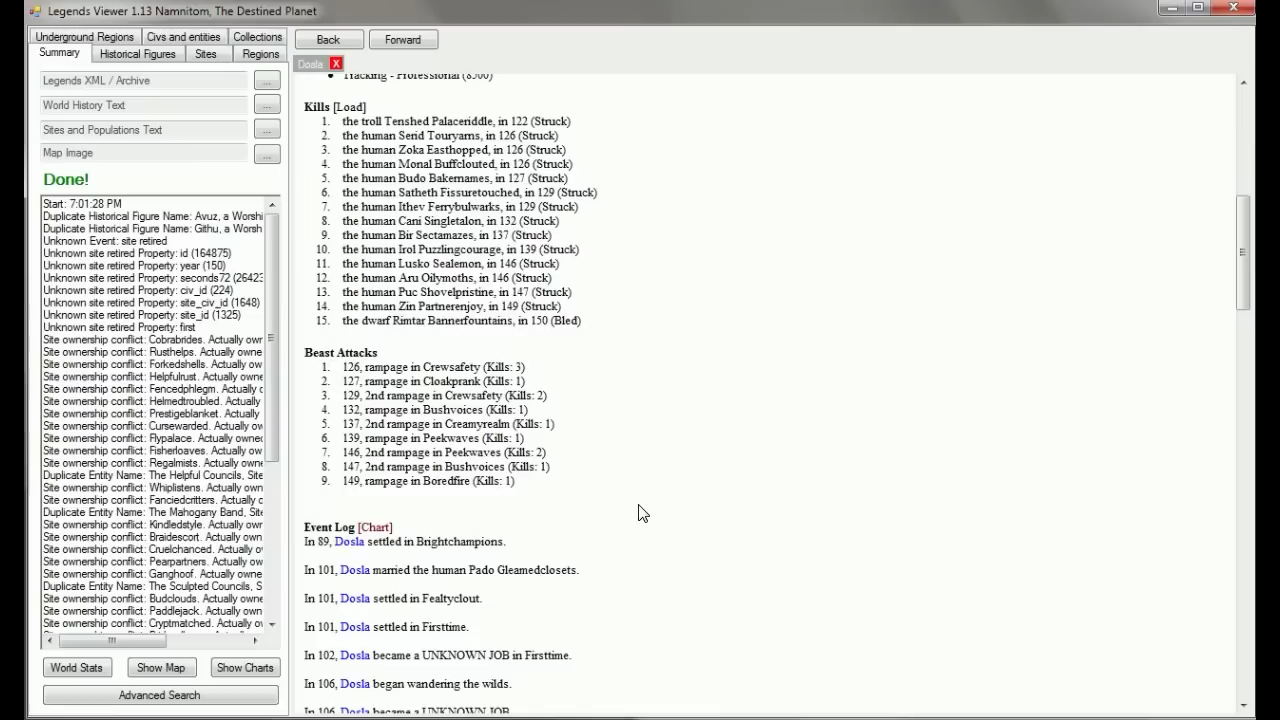 Legends Viewer 1.13 Namnitom, The Destined Planet
Underground Regions Civs and entities Collections
Summary Historical Figures Sites Regions
Back Forward
Dosla X
Legends XML / Archive ...
World History Text ...
Sites and Populations Text ...
Map Image ...
Done!
Start: 7:01:28 PM
Duplicate Historical Figure Name: Avuz, a Worshi
Duplicate Historical Figure Name: Githu, a Worsh
Unknown Event: site retired
Unknown site retired Property: id (164875)
Unknown site retired Property: year (150)
Unknown site retired Property: seconds72 (26423
Unknown site retired Property: civ_id (224)
Unknown site retired Property: site_civ_id (1648)
Unknown site retired Property: site_id (1325)
Unknown site retired Property: first
Site ownership conflict: Cobrabrides. Actually own
Site ownership conflict: Rusthelps. Actually owne
Site ownership conflict: Forkedshells. Actually ow
Site ownership conflict: Helpfulrust. Actually owne
Site ownership conflict: Fencedphlegm. Actually o
Site ownership conflict: Helmedtroubled. Actually
Site ownership conflict: Prestigeblanket. Actually
Site ownership conflict: Cursewarded. Actually o
Site ownership conflict: Flypalace. Actually owned
Site ownership conflict: Fisherloaves. Actually ow
Site ownership conflict: Regalmists. Actually owne
Duplicate Entity Name: The Helpful Councils, Site
Site ownership conflict: Whiplistens. Actually own
Site ownership conflict: Fanciedcritters. Actually o
Duplicate Entity Name: The Mahogany Band, Sit
Site ownership conflict: Kindledstyle. Actually own
Site ownership conflict: Braidescort. Actually own
Site ownership conflict: Cruelchanced. Actually o
Site ownership conflict: Pearpartners. Actually ow
Site ownership conflict: Ganghoof. Actually owne
Duplicate Entity Name: The Sculpted Councils, S
Site ownership conflict: Budclouds. Actually own
Site ownership conflict: Paddlejack. Actually own
Site ownership conflict: Cryptmatched. Actually o
World Stats Show Map Show Charts
Advanced Search
Tracking - Professional (8500)
Kills [Load]
1. the troll Tenshed Palaceriddle, in 122 (Struck)
2. the human Serid Touryarns, in 126 (Struck)
3. the human Zoka Easthopped, in 126 (Struck)
4. the human Monal Buffclouted, in 126 (Struck)
5. the human Budo Bakernames, in 127 (Struck)
6. the human Satheth Fissuretouched, in 129 (Struck)
7. the human Ithev Ferrybulwarks, in 129 (Struck)
8. the human Cani Singletalon, in 132 (Struck)
9. the human Bir Sectamazes, in 137 (Struck)
10. the human Irol Puzzlingcourage, in 139 (Struck)
11. the human Lusko Sealemon, in 146 (Struck)
12. the human Aru Oilymoths, in 146 (Struck)
13. the human Puc Shovelpristine, in 147 (Struck)
14. the human Zin Partnerenjoy, in 149 (Struck)
15. the dwarf Rimtar Bannerfountains, in 150 (Bled)
Beast Attacks
1. 126, rampage in Crewsafety (Kills: 3)
2. 127, rampage in Cloakprank (Kills: 1)
3. 129, 2nd rampage in Crewsafety (Kills: 2)
4. 132, rampage in Bushvoices (Kills: 1)
5. 137, 2nd rampage in Creamyrealm (Kills: 1)
6. 139, rampage in Peekwaves (Kills: 1)
7. 146, 2nd rampage in Peekwaves (Kills: 2)
8. 147, 2nd rampage in Bushvoices (Kills: 1)
9. 149, rampage in Boredfire (Kills: 1)
Event Log [Chart]
In 89, Dosla settled in Brightchampions.
In 101, Dosla married the human Pado Gleamedclosets.
In 101, Dosla settled in Fealtyclout.
In 101, Dosla settled in Firsttime.
In 102, Dosla became a UNKNOWN JOB in Firsttime.
In 106, Dosla began wandering the wilds.
In 106, Dosla became a UNKNOWN JOB